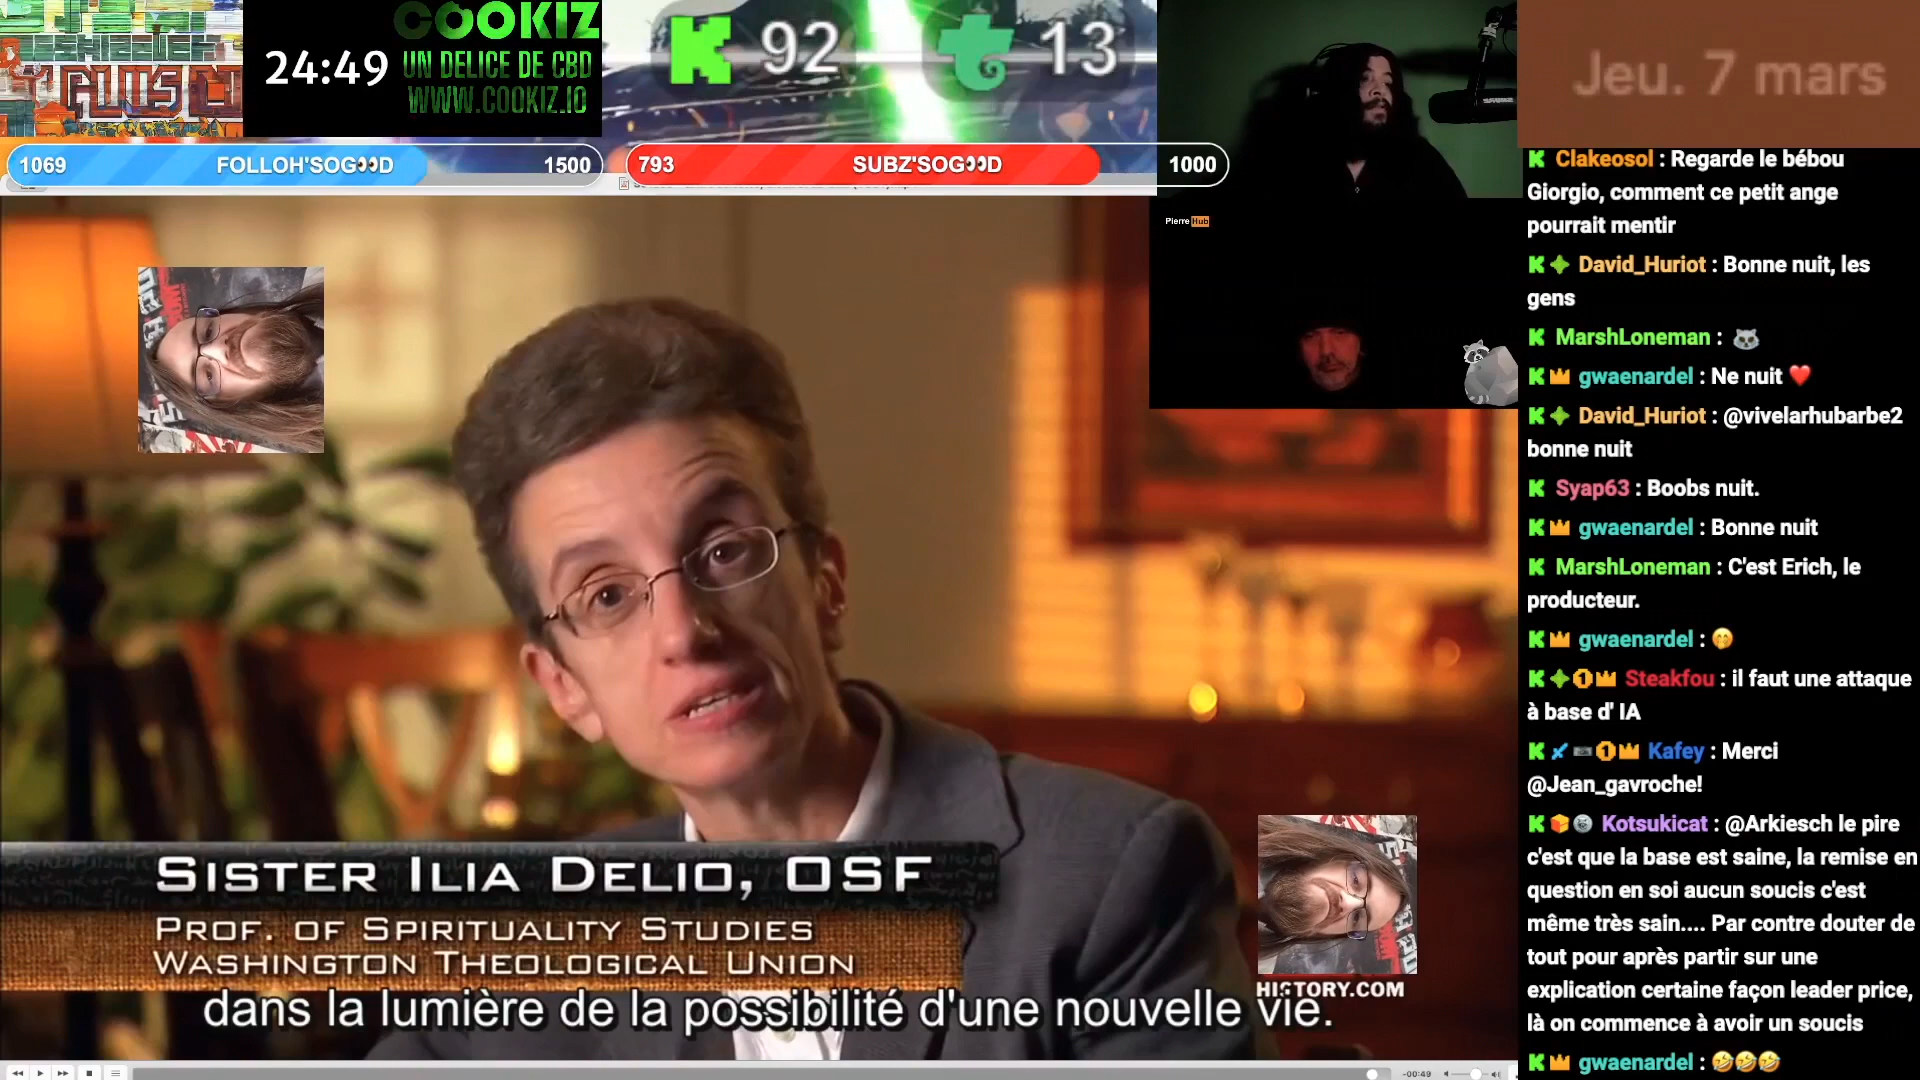 24:49
COOKIZ
UN DELICE DE CBD
WWW.COOKIZ.IO
92
13
Jeu. 7 mars
1069 FOLLOH'SOG👀D 1500
793 SUBZ'SOG👀D 1000
Pierre Hub
Clakeosol : Regarde le bébou
Giorgio, comment ce petit ange
pourrait mentir
David_Huriot : Bonne nuit, les
gens
MarshLoneman : 🦝
gwaenardel : Ne nuit ❤️
David_Huriot : @vivelarhubarbe2
bonne nuit
Syap63 : Boobs nuit.
gwaenardel : Bonne nuit
MarshLoneman : C'est Erich, le
producteur.
gwaenardel : 🤭
Steakfou : il faut une attaque
à base d' IA
Kafey : Merci
@Jean_gavroche!
Kotsukicat : @Arkiesch le pire
c'est que la base est saine, la remise en
question en soi aucun soucis c'est
même très sain.... Par contre douter de
tout pour après partir sur une
explication certaine façon leader price,
là on commence à avoir un soucis
gwaenardel : 🤣🤣🤣
SISTER ILIA DELIO, OSF
PROF. OF SPIRITUALITY STUDIES
WASHINGTON THEOLOGICAL UNION
HISTORY.COM
dans la lumière de la possibilité d'une nouvelle vie.
-00:49